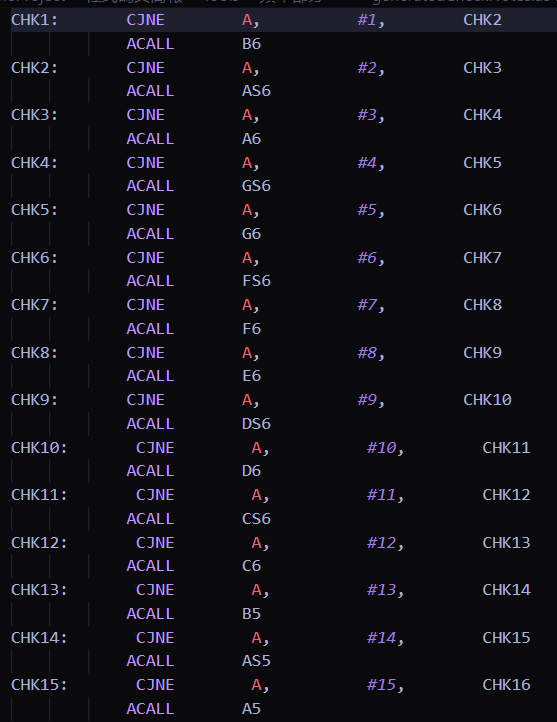 CHK1: CJNE A, #1, CHK2
ACALL B6
CHK2: CJNE A, #2, CHK3
ACALL AS6
CHK3: CJNE A, #3, CHK4
ACALL A6
CHK4: CJNE A, #4, CHK5
ACALL GS6
CHK5: CJNE A, #5, CHK6
ACALL G6
CHK6: CJNE A, #6, CHK7
ACALL FS6
CHK7: CJNE A, #7, CHK8
ACALL F6
CHK8: CJNE A, #8, CHK9
ACALL E6
CHK9: CJNE A, #9, CHK10
ACALL DS6
CHK10: CJNE A, #10, CHK11
ACALL D6
CHK11: CJNE A, #11, CHK12
ACALL CS6
CHK12: CJNE A, #12, CHK13
ACALL C6
CHK13: CJNE A, #13, CHK14
ACALL B5
CHK14: CJNE A, #14, CHK15
ACALL AS5
CHK15: CJNE A, #15, CHK16
ACALL A5